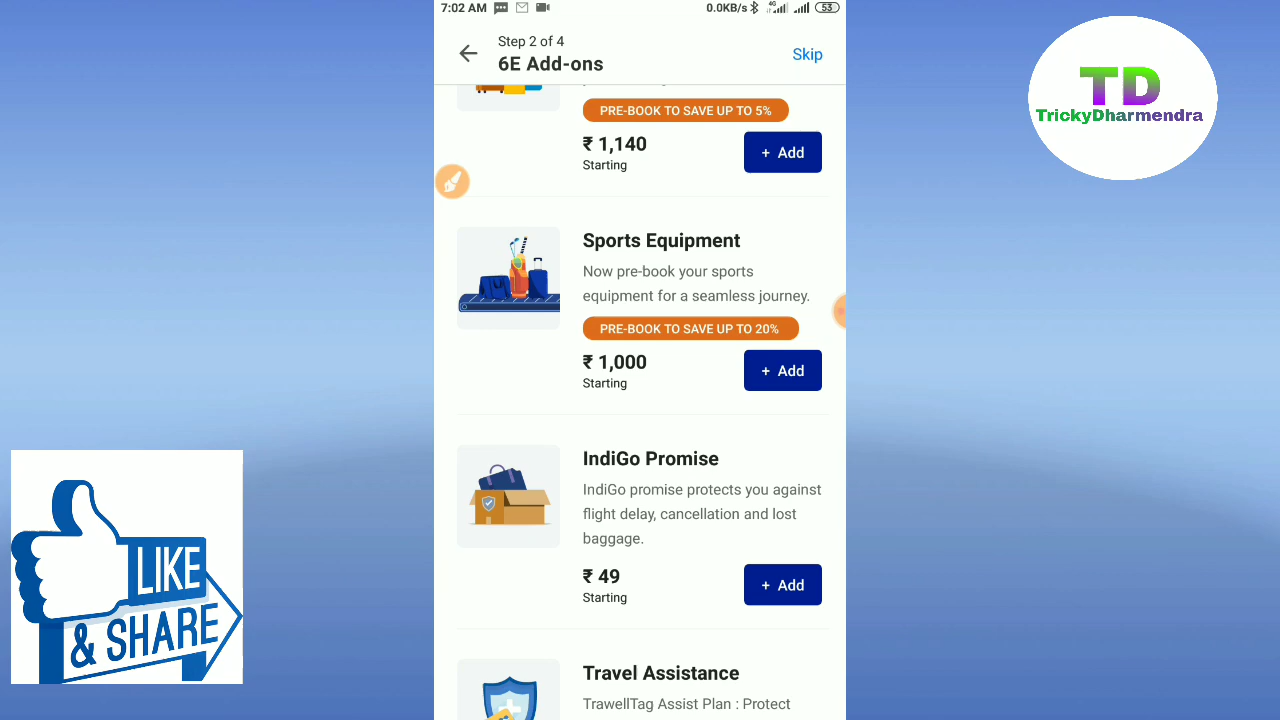 7:02 AM
0.0KB/s
4G
53
Step 2 of 4
6E Add-ons
Skip
PRE-BOOK TO SAVE UP TO 5%
₹ 1,140
Starting
+ Add
Sports Equipment
Now pre-book your sports
equipment for a seamless journey.
PRE-BOOK TO SAVE UP TO 20%
₹ 1,000
Starting
+ Add
IndiGo Promise
IndiGo promise protects you against
flight delay, cancellation and lost
baggage.
₹ 49
Starting
+ Add
Travel Assistance
TrawellTag Assist Plan : Protect
TD
TrickyDharmendra
LIKE
& SHARE